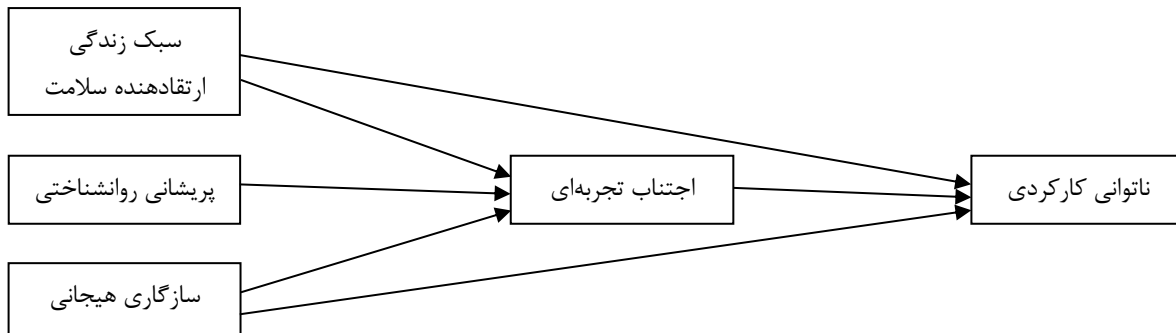 سبک زندگی
ارتقادهنده سلامت
پریشانی روانشناختی
سازگاری هیجانی
اجتناب تجربه‌ای
ناتوانی کارکردی